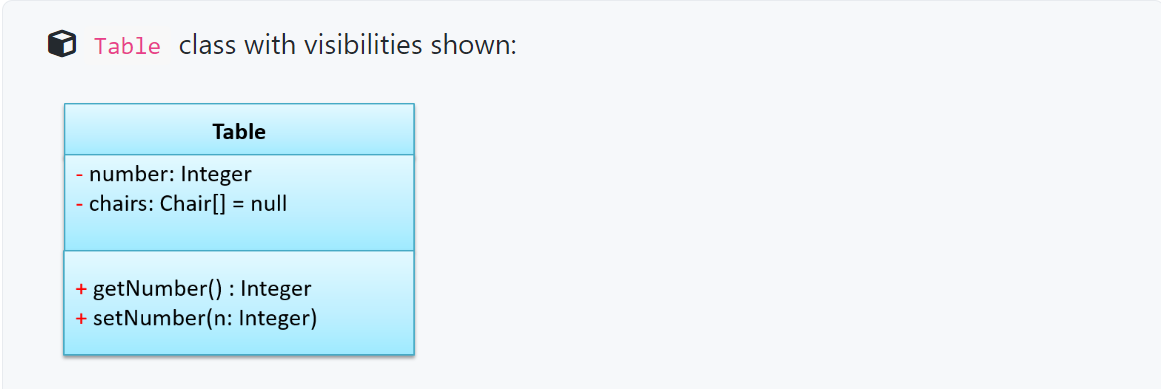 Table class with visibilities shown:
Table
- number: Integer
- chairs: Chair[] = null
+ getNumber() : Integer
+ setNumber(n: Integer)